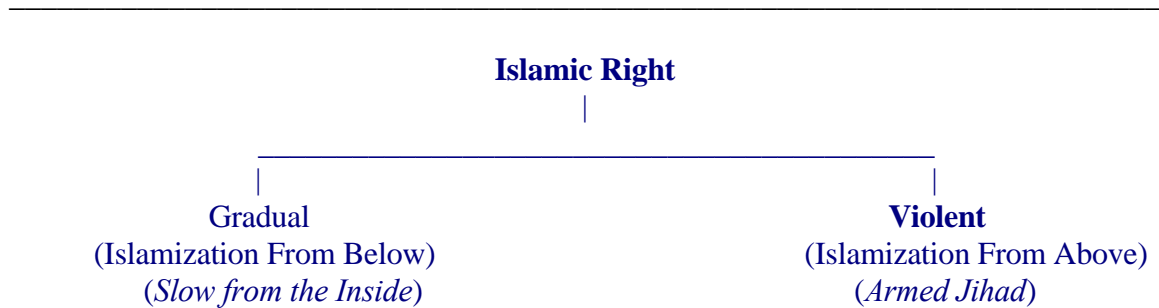 Islamic Right
Gradual Violent
(Islamization From Below) (Islamization From Above)
(Slow from the Inside) (Armed Jihad)